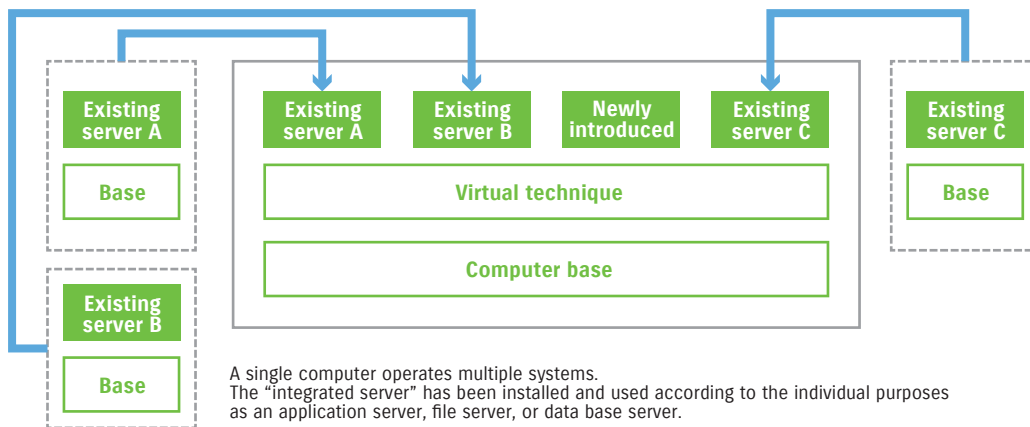 Existing
server A
Base
Existing
server B
Base
Existing
server A
Existing
server B
Newly
introduced
Existing
server C
Virtual technique
Computer base
Existing
server C
Base
A single computer operates multiple systems.
The “integrated server” has been installed and used according to the individual purposes
as an application server, file server, or data base server.